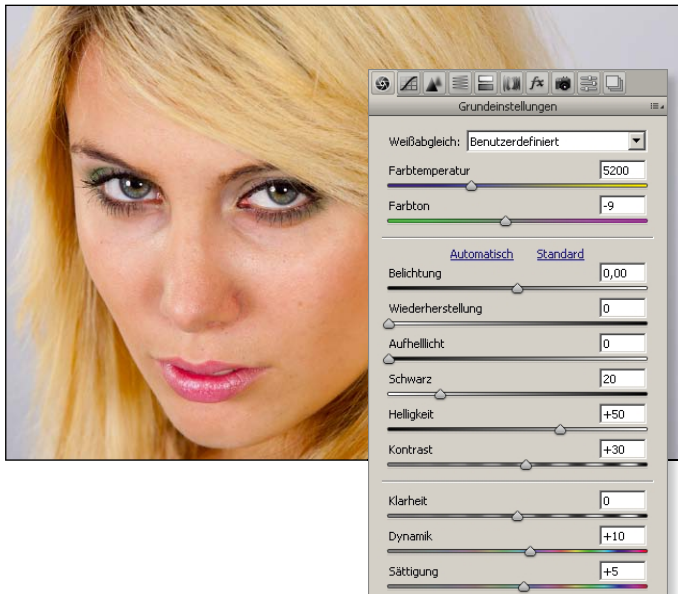 fx
Grundeinstellungen
Weißabgleich: Benutzerdefiniert
Farbtemperatur 5200
Farbton -9
Automatisch Standard
Belichtung 0,00
Wiederherstellung 0
Aufhelllicht 0
Schwarz 20
Helligkeit +50
Kontrast +30
Klarheit 0
Dynamik +10
Sättigung +5